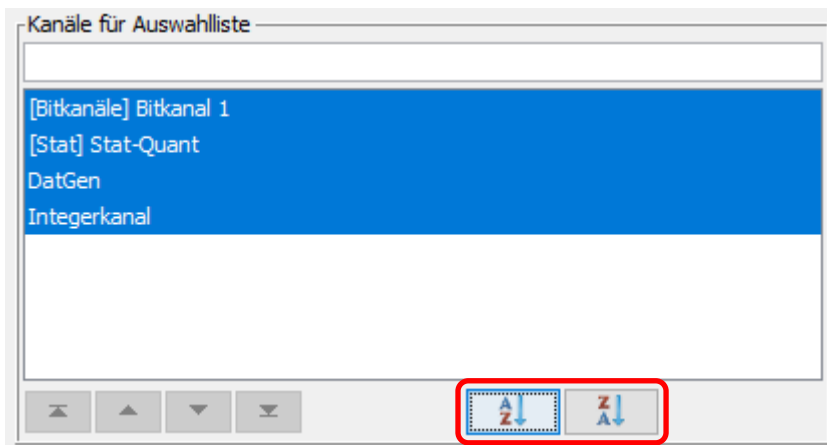 Kanäle für Auswahlliste
[Bitkanäle] Bitkanal 1
[Stat] Stat-Quant
DatGen
Integerkanal
A Z
Z A